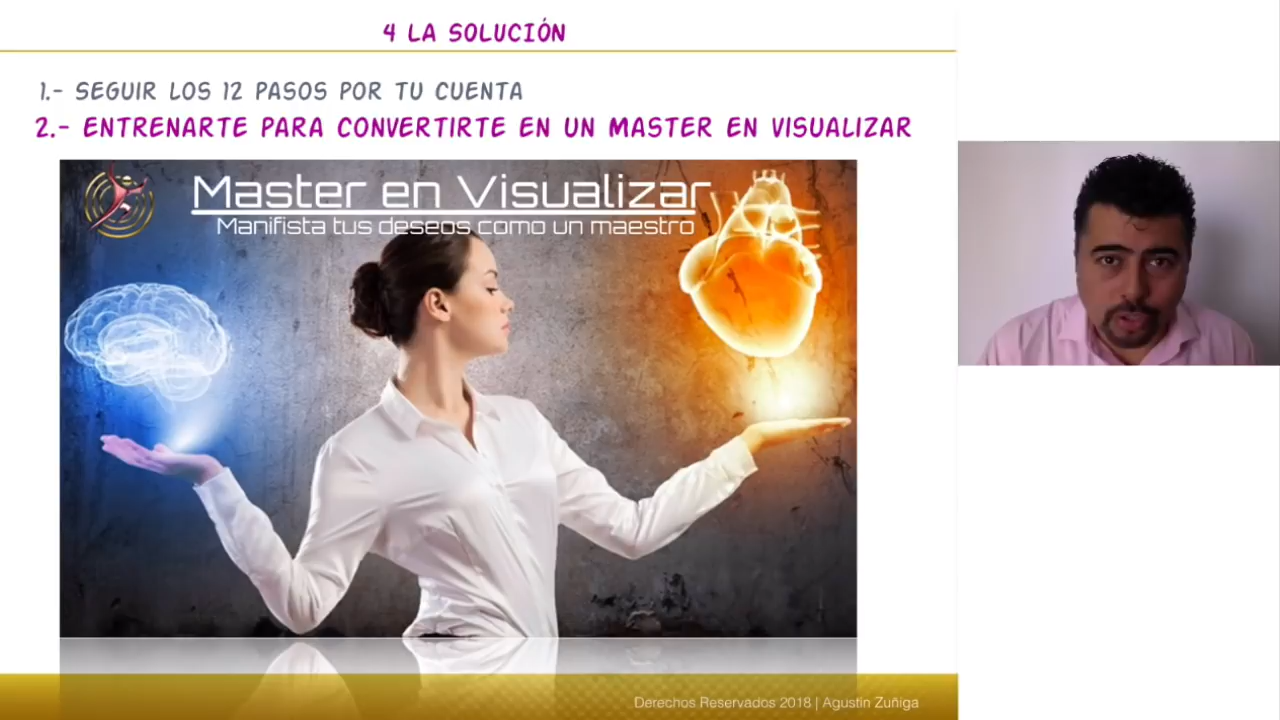 4 LA SOLUCIÓN
1.- SEGUIR LOS 12 PASOS POR TU CUENTA
2.- ENTRENARTE PARA CONVERTIRTE EN UN MASTER EN VISUALIZAR
Master en Visualizar
Manifista tus deseos como un maestro
Derechos Reservados 2018 | Agustín Zuñiga